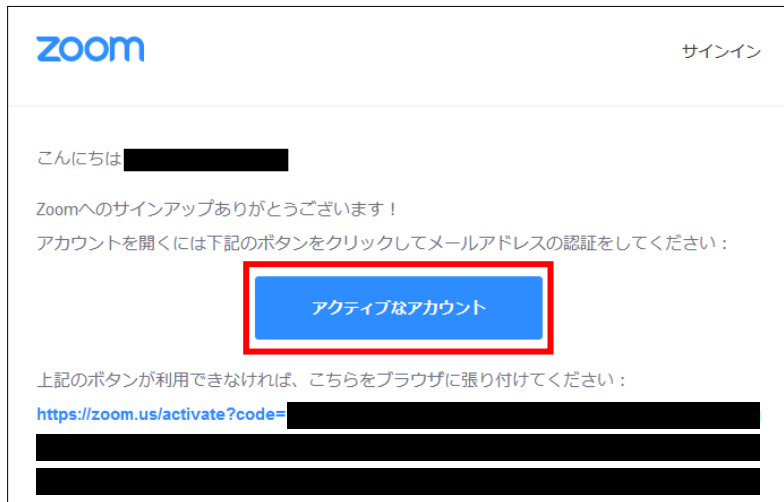 zoom
サインイン
こんにちは
Zoomへのサインアップありがとうございます！
アカウントを開くには下記のボタンをクリックしてメールアドレスの認証をしてください：
アクティブなアカウント
上記のボタンが利用できなければ、こちらをブラウザに張り付けてください：
https://zoom.us/activate?code=